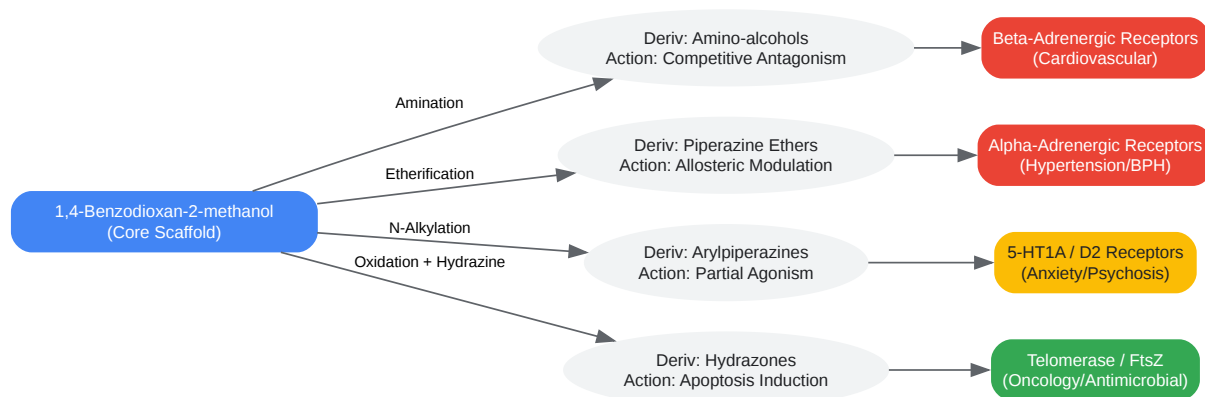 Deriv: Amino-alcohols
Action: Competitive Antagonism
Beta-Adrenergic Receptors
(Cardiovascular)
Amination
Deriv: Piperazine Ethers
Action: Allosteric Modulation
Alpha-Adrenergic Receptors
(Hypertension/BPH)
Etherification
1,4-Benzodioxan-2-methanol
(Core Scaffold)
N-Alkylation
Deriv: Arylpiperazines
Action: Partial Agonism
5-HT1A / D2 Receptors
(Anxiety/Psychosis)
Oxidation + Hydrazine
Deriv: Hydrazones
Action: Apoptosis Induction
Telomerase / FtsZ
(Oncology/Antimicrobial)